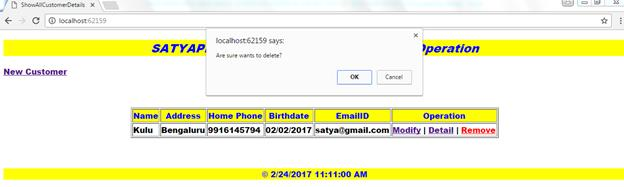 ShowAllCustomerDetails
localhost:62159
localhost:62159 says:
Are sure wants to delete?
OK Cancel
SATYAP Operation
New Customer
Name Address Home Phone Birthdate EmailID Operation
Kulu Bengaluru 9916145794 02/02/2017 satya@gmail.com Modify | Detail | Remove
© 2/24/2017 11:11:00 AM